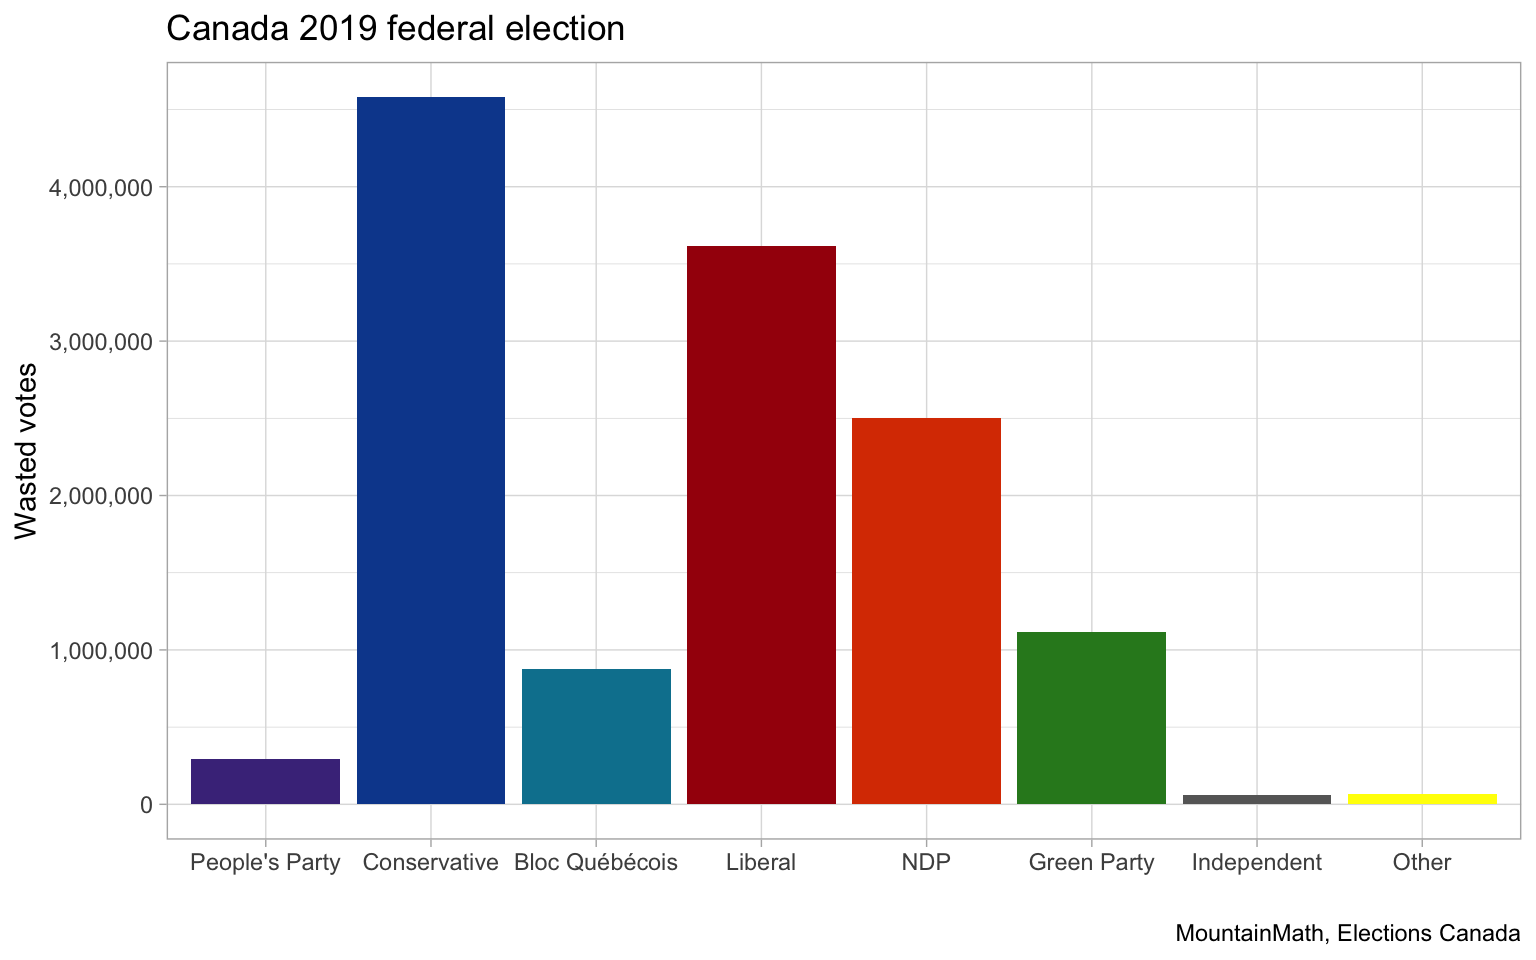 Canada 2019 federal election
Wasted votes
4,000,000
3,000,000
2,000,000
1,000,000
0
People's Party Conservative Bloc Québécois Liberal NDP Green Party Independent Other
MountainMath, Elections Canada